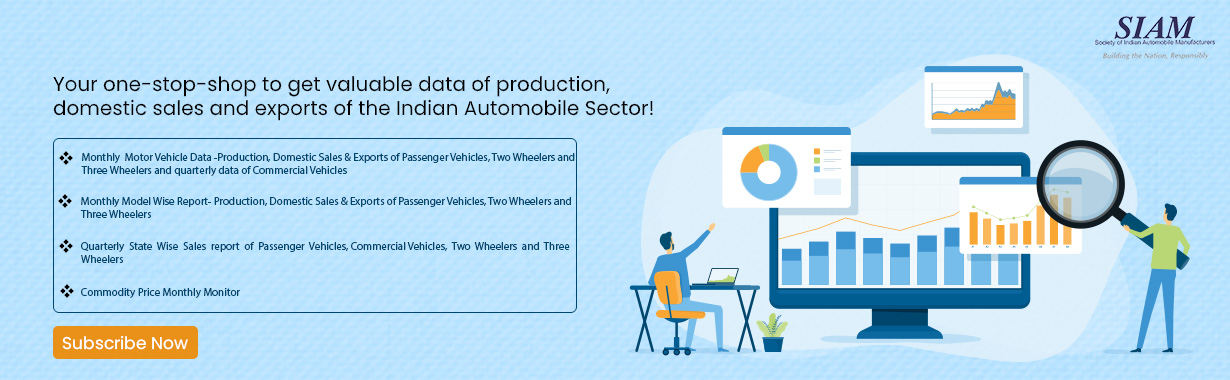 SIAM
Society of Indian Automobile Manufacturers
Building the Nation, Responsibly
Your one-stop-shop to get valuable data of production,
domestic sales and exports of the Indian Automobile Sector!
Monthly Motor Vehicle Data -Production, Domestic Sales & Exports of Passenger Vehicles, Two Wheelers and
Three Wheelers and quarterly data of Commercial Vehicles
Monthly Model Wise Report- Production, Domestic Sales & Exports of Passenger Vehicles, Two Wheelers and
Three Wheelers
Quarterly State Wise Sales report of Passenger Vehicles, Commercial Vehicles, Two Wheelers and Three
Wheelers
Commodity Price Monthly Monitor
Subscribe Now